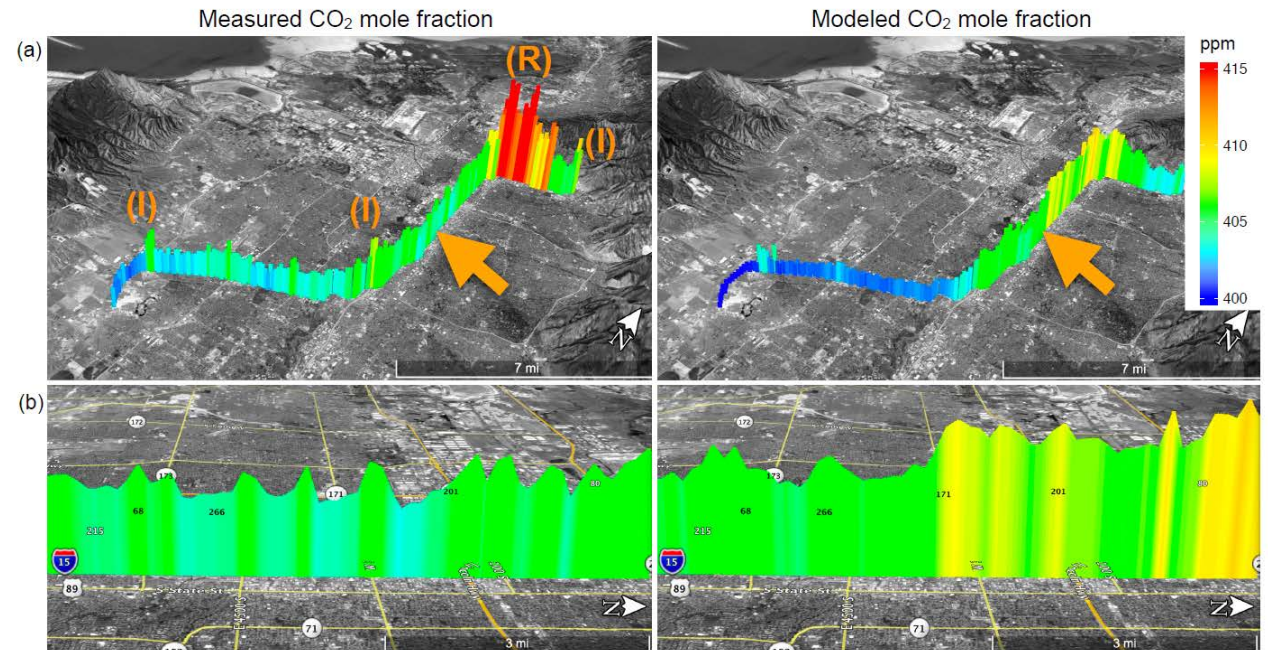 Measured CO₂ mole fraction
Modeled CO₂ mole fraction
(a)
ppm
415
410
405
400
(R)
(I)
(I)
(I)
N
7 mi
N
7 mi
(b)
172
173
68
266
171
201
80
215
15
89
S State St
E 4500 S
71
N
3 mi
172
173
68
266
171
201
80
215
15
89
S State St
E 4500 S
71
N
3 mi